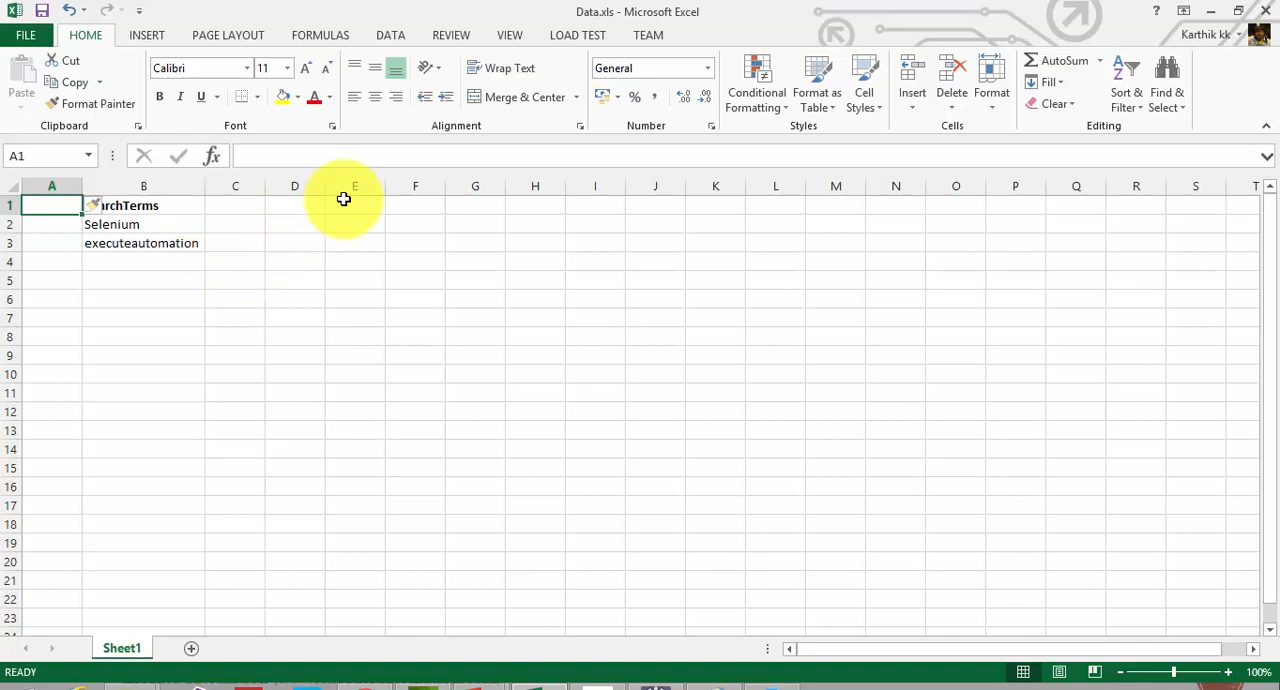 Data.xls - Microsoft Excel
?
FILE HOME INSERT PAGE LAYOUT FORMULAS DATA REVIEW VIEW LOAD TEST TEAM Karthik kk
Paste
Cut
Copy
Format Painter
Clipboard
Calibri 11
B I U
Font
Wrap Text
Merge & Center
Alignment
General
%
Number
Conditional Formatting
Format as Table
Cell Styles
Styles
Insert
Delete
Format
Cells
AutoSum
Fill
Clear
Sort & Filter
Find & Select
Editing
A1 fx
A B C D E F G H I J K L M N O P Q R S T
1 rchTerms
2 Selenium
3 executeautomation
4
5
6
7
8
9
10
11
12
13
14
15
16
17
18
19
20
21
22
23
Sheet1
READY 100%